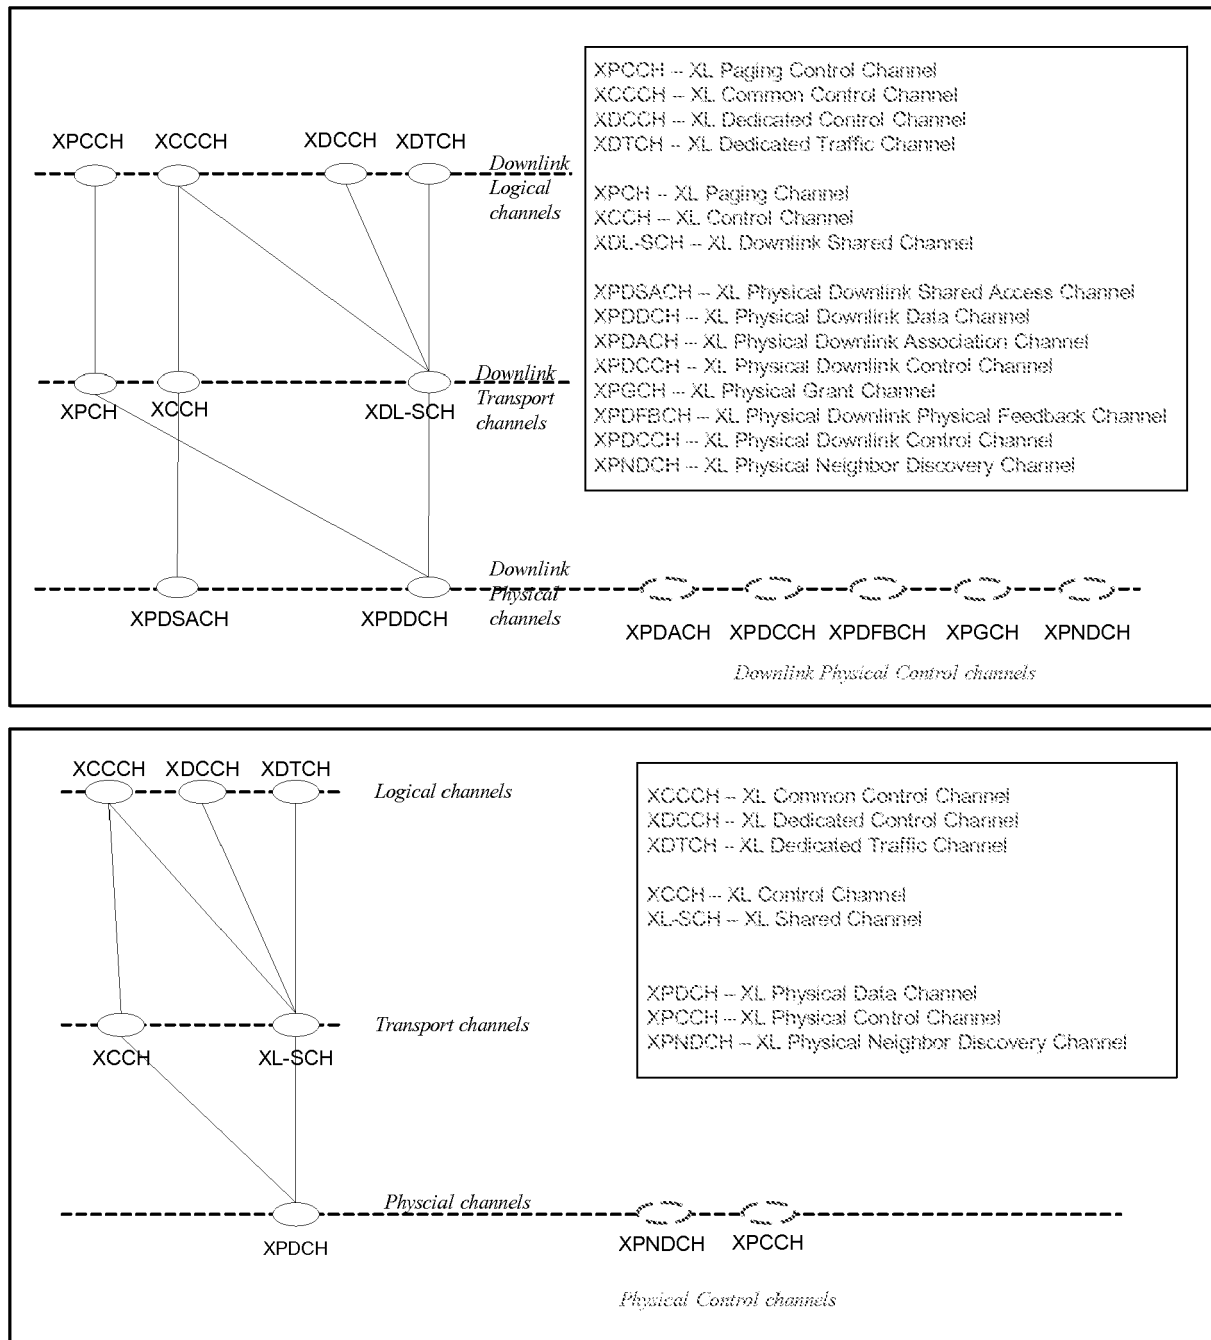 XPCCH -- XL Paging Control Channel
XCCCH -- XL Common Control Channel
XDCCH -- XL Dedicated Control Channel
XDTCH -- XL Dedicated Traffic Channel
XPCH -- XL Paging Channel
XCCH -- XL Control Channel
XDL-SCH -- XL Downlink Shared Channel
XPDSACH -- XL Physical Downlink Shared Access Channel
XPDDCH -- XL Physical Downlink Data Channel
XPDACH -- XL Physical Downlink Association Channel
XPDCCH -- XL Physical Downlink Control Channel
XPGCH -- XL Physical Grant Channel
XPDFBCH -- XL Physical Downlink Physical Feedback Channel
XPDCCH -- XL Physical Downlink Control Channel
XPNDCH -- XL Physical Neighbor Discovery Channel
XPCCH XCCCH XDCCH XDTCH
Downlink
Logical
channels
Downlink
Transport
channels
XPCH XCCH XDL-SCH
Downlink
Physical
channels
XPDSACH XPDDCH XPDACH XPDCCH XPDFBCH XPGCH XPNDCH
Downlink Physical Control channels
XCCCH XDCCH XDTCH
Logical channels
XCCCH -- XL Common Control Channel
XDCCH -- XL Dedicated Control Channel
XDTCH -- XL Dedicated Traffic Channel
XCCH -- XL Control Channel
XL-SCH -- XL Shared Channel
XPDCH -- XL Physical Data Channel
XPCCH -- XL Physical Control Channel
XPNDCH -- XL Physical Neighbor Discovery Channel
Transport channels
XCCH XL-SCH
Physcial channels
XPDCH XPNDCH XPCCH
Physical Control channels